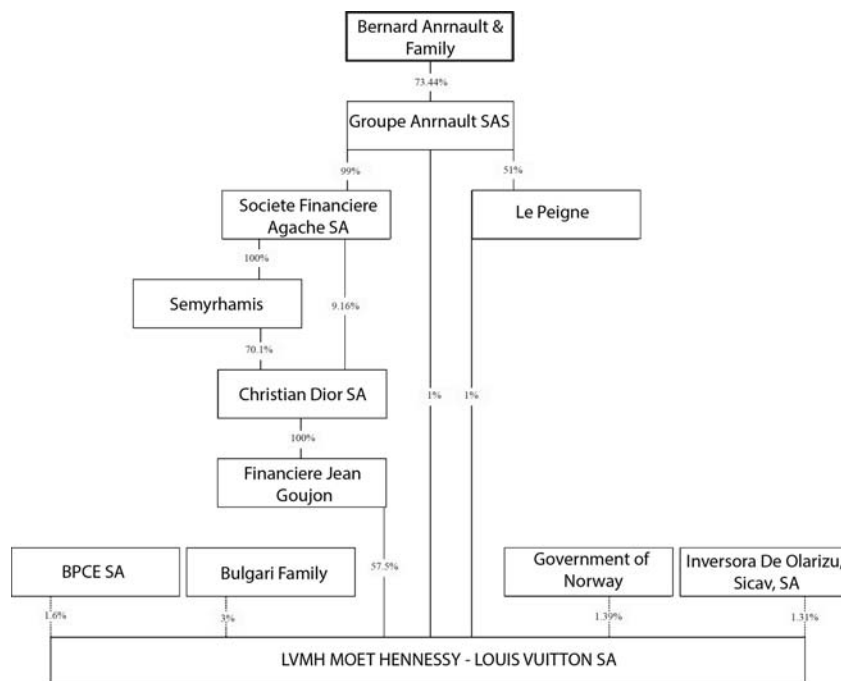 Bernard Anrnault &
Family
73.44%
Groupe Anrnault SAS
99%
51%
Societe Financiere
Agache SA
Le Peigne
100%
Semyrhamis
9.16%
70.1%
Christian Dior SA
1%
1%
100%
Financiere Jean
Goujon
BPCE SA
Bulgari Family
57.5%
Government of
Norway
Inversora De Olarizu,
Sicav, SA
1.6%
3%
1.39%
1.31%
LVMH MOET HENNESSY - LOUIS VUITTON SA